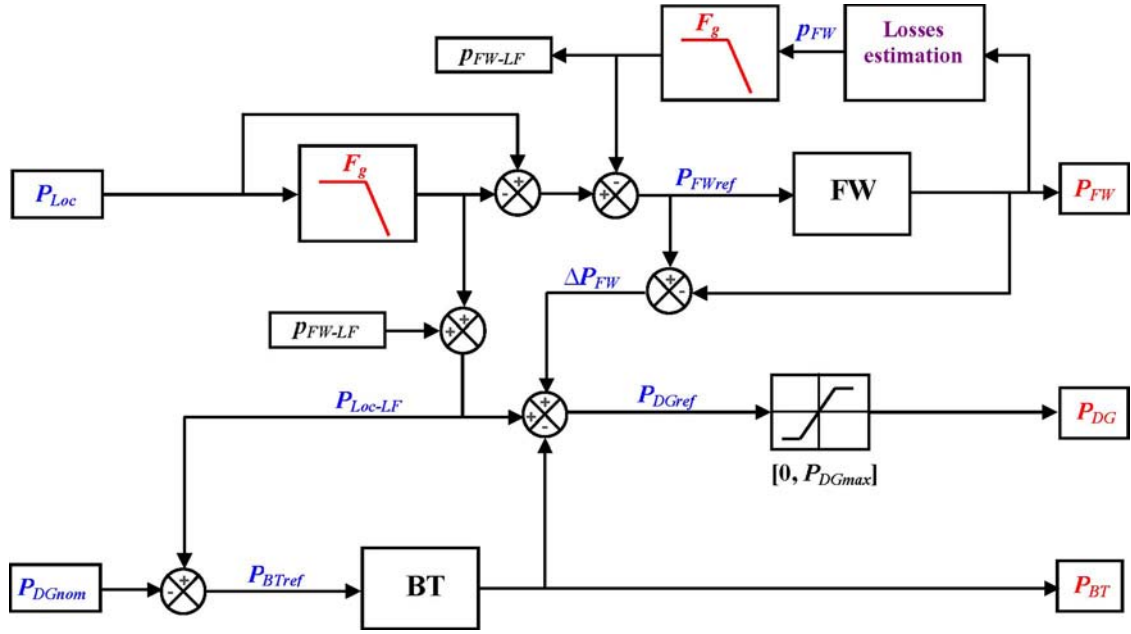 F_g
p_FW
Losses
estimation
p_FW-LF
P_Loc
F_g
P_FWref
FW
P_FW
ΔP_FW
p_FW-LF
P_Loc-LF
P_DGref
P_DG
[0, P_DGmax]
P_DGnom
P_BTref
BT
P_BT